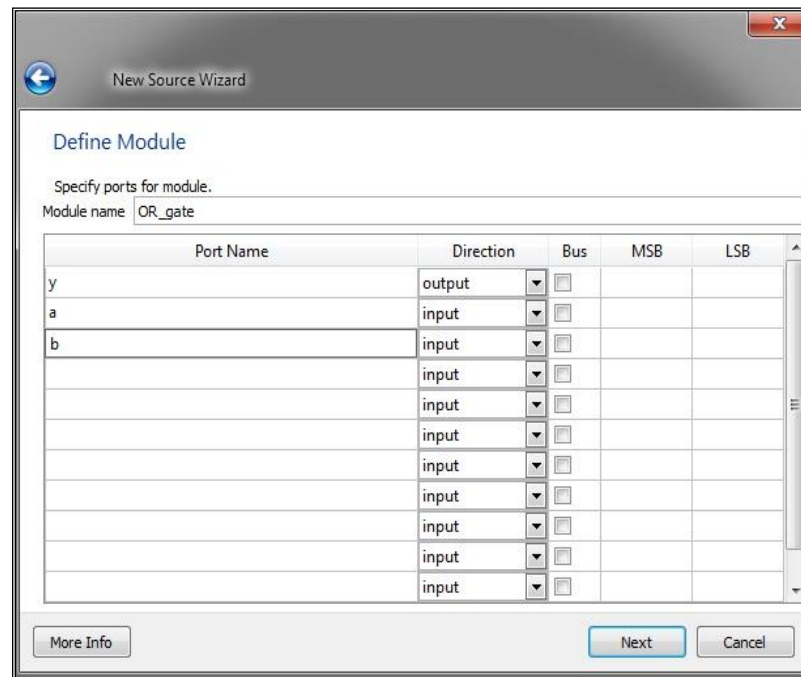 X
New Source Wizard
Define Module
Specify ports for module.
Module name OR_gate
Port Name Direction Bus MSB LSB
y output
a input
b input
input
input
input
input
input
input
input
input
More Info Next Cancel